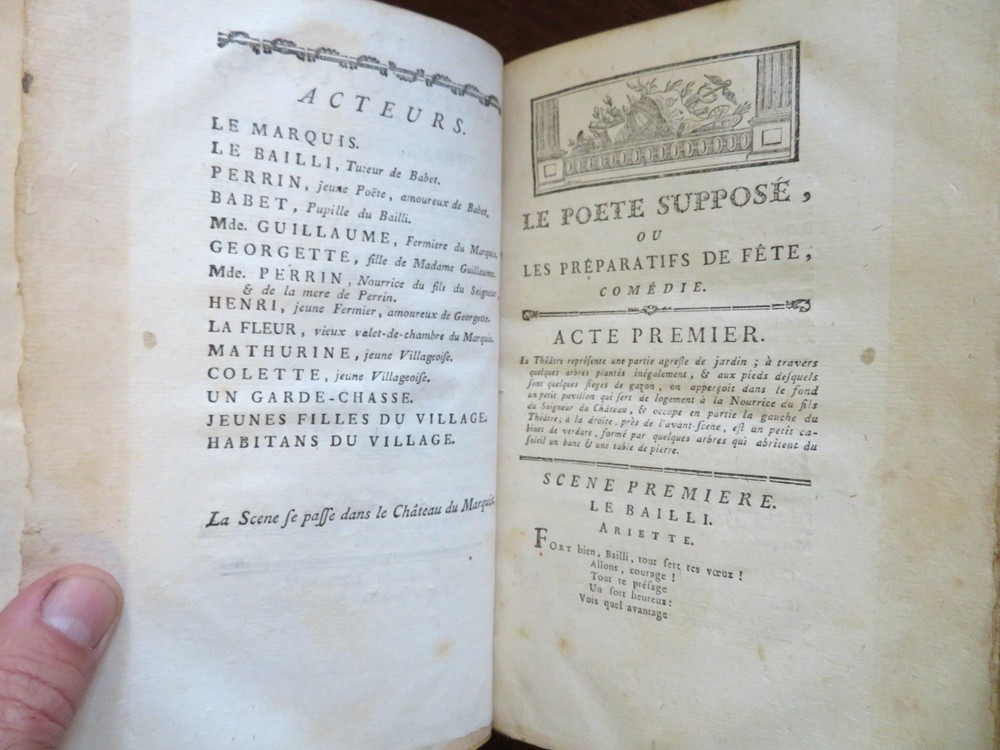 ACTEURS.
LE MARQUIS.
LE BAILLI, Tuteur de Babet.
PERRIN, jeune Poëte, amoureux de Babet.
BABET, Pupille du Bailli.
Mde. GUILLAUME, Fermiere du Marquis.
GEORGETTE, fille de Madame Guillaume.
Mde. PERRIN, Nourrice du fils du Seigneur,
& de la mere de Perrin.
HENRI, jeune Fermier, amoureux de Georgette.
LA FLEUR, vieux valet-de-chambre du Marquis.
MATHURINE, jeune Villageoiſe.
COLETTE, jeune Villageoiſe.
UN GARDE-CHASSE.
JEUNES FILLES DU VILLAGE.
HABITANS DU VILLAGE.
La Scene ſe paſſe dans le Château du Marquis.
LE POETE SUPPOSÉ,
OU
LES PRÉPARATIFS DE FÊTE,
COMÉDIE.
ACTE PREMIER.
Le Théâtre repréſente une partie agreſte de jardin ; à travers
quelques arbres plantés inégalement, & aux pieds deſquels
ſont quelques ſieges de gazon, on apperçoit dans le fond
un petit pavillon qui ſert de logement à la Nourrice du fils
du Seigneur du Château, & occupe en partie la gauche du
Théâtre ; à la droite, près de l'avant-ſcene, eſt un petit ca-
binet de verdure, formé par quelques arbres qui abritent du
ſoleil un banc & une table de pierre.
SCENE PREMIERE.
LE BAILLI.
ARIETTE.
FORT bien, Bailli, tout ſert tes vœux !
Allons, courage !
Tout te préſage
Un ſort heureux :
Vois quel avantage